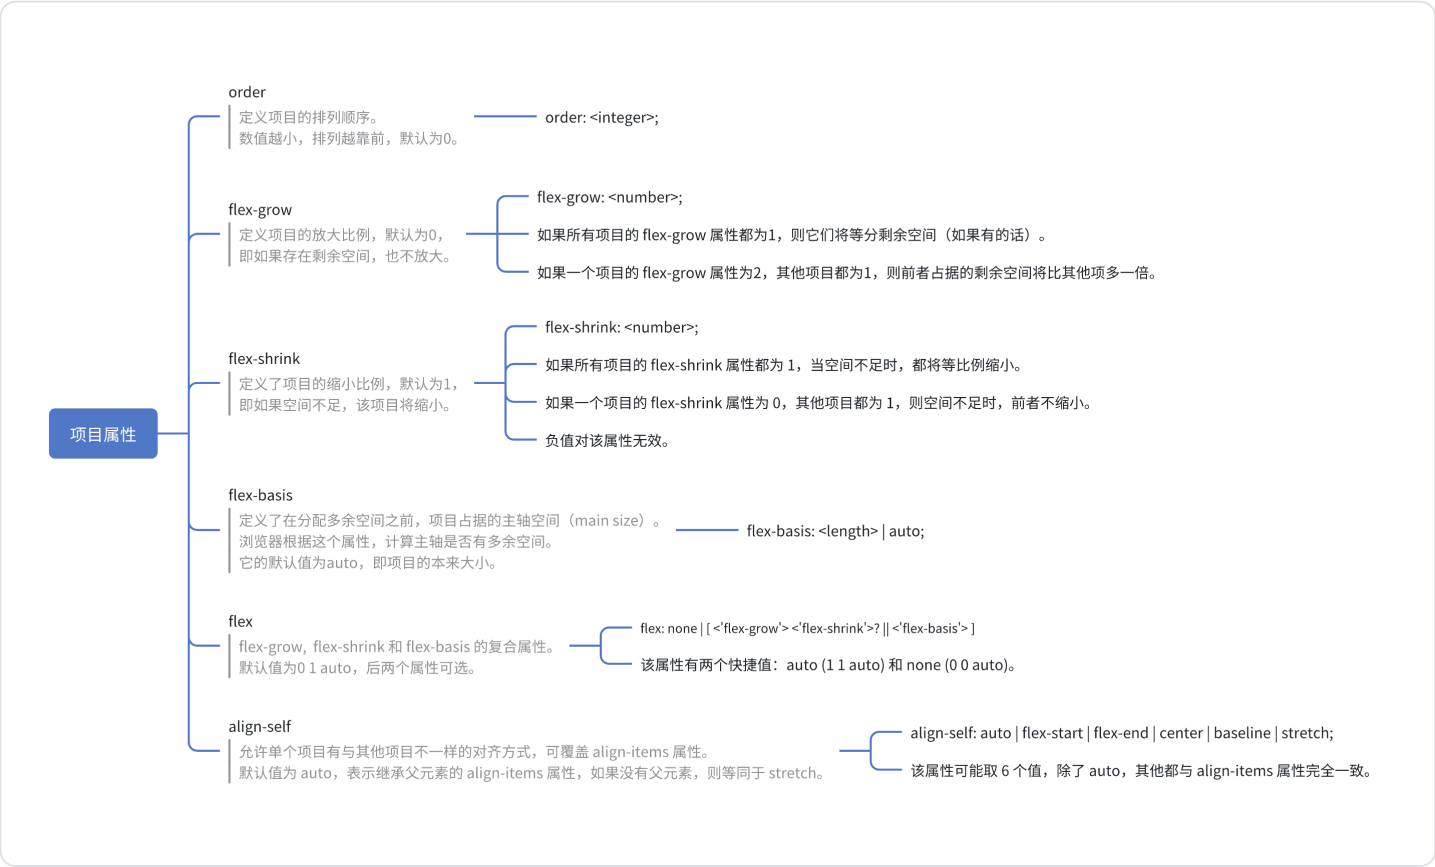 项目属性
order
定义项目的排列顺序。
数值越小，排列越靠前，默认为0。
order: <integer>;
flex-grow
定义项目的放大比例，默认为0，
即如果存在剩余空间，也不放大。
flex-grow: <number>;
如果所有项目的 flex-grow 属性都为1，则它们将等分剩余空间（如果有的话）。
如果一个项目的 flex-grow 属性为2，其他项目都为1，则前者占据的剩余空间将比其他项多一倍。
flex-shrink
定义了项目的缩小比例，默认为1，
即如果空间不足，该项目将缩小。
flex-shrink: <number>;
如果所有项目的 flex-shrink 属性都为 1，当空间不足时，都将等比例缩小。
如果一个项目的 flex-shrink 属性为 0，其他项目都为 1，则空间不足时，前者不缩小。
负值对该属性无效。
flex-basis
定义了在分配多余空间之前，项目占据的主轴空间（main size）。
浏览器根据这个属性，计算主轴是否有多余空间。
它的默认值为auto，即项目的本来大小。
flex-basis: <length> | auto;
flex
flex-grow,  flex-shrink 和 flex-basis 的复合属性。
默认值为0 1 auto，后两个属性可选。
flex: none | [ <'flex-grow'> <'flex-shrink'>? || <'flex-basis'> ]
该属性有两个快捷值：auto (1 1 auto) 和 none (0 0 auto)。
align-self
允许单个项目有与其他项目不一样的对齐方式，可覆盖 align-items 属性。
默认值为 auto，表示继承父元素的 align-items 属性，如果没有父元素，则等同于 stretch。
align-self: auto | flex-start | flex-end | center | baseline | stretch;
该属性可能取 6 个值，除了 auto，其他都与 align-items 属性完全一致。